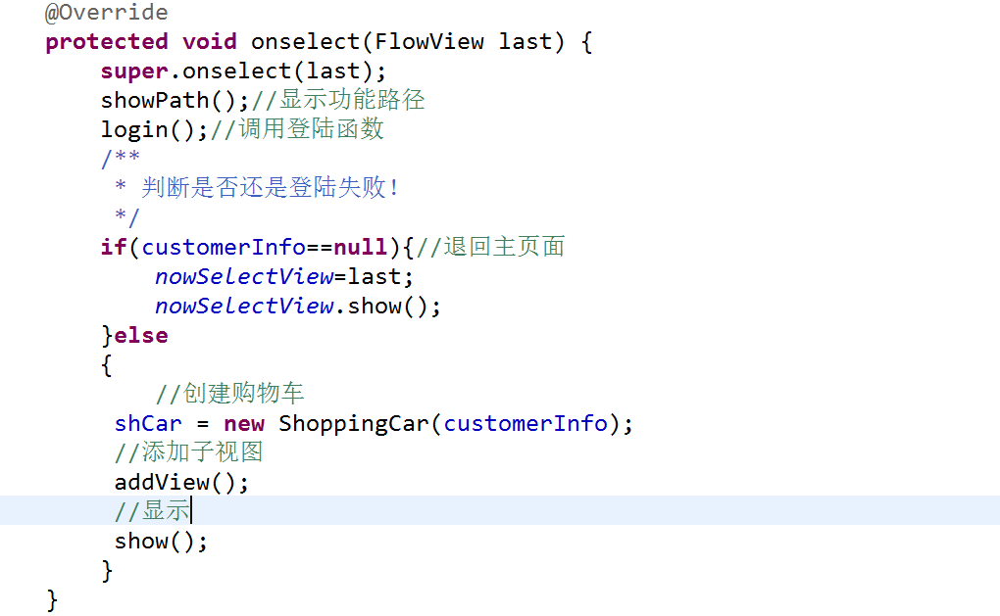 @Override
protected void onselect(FlowView last) {
super.onselect(last);
showPath();//显示功能路径
login();//调用登陆函数
/**
* 判断是否还是登陆失败!
*/
if(customerInfo==null){//退回主页面
nowSelectView=last;
nowSelectView.show();
}else
{
//创建购物车
shCar = new ShoppingCar(customerInfo);
//添加子视图
addView();
//显示
show();
}
}